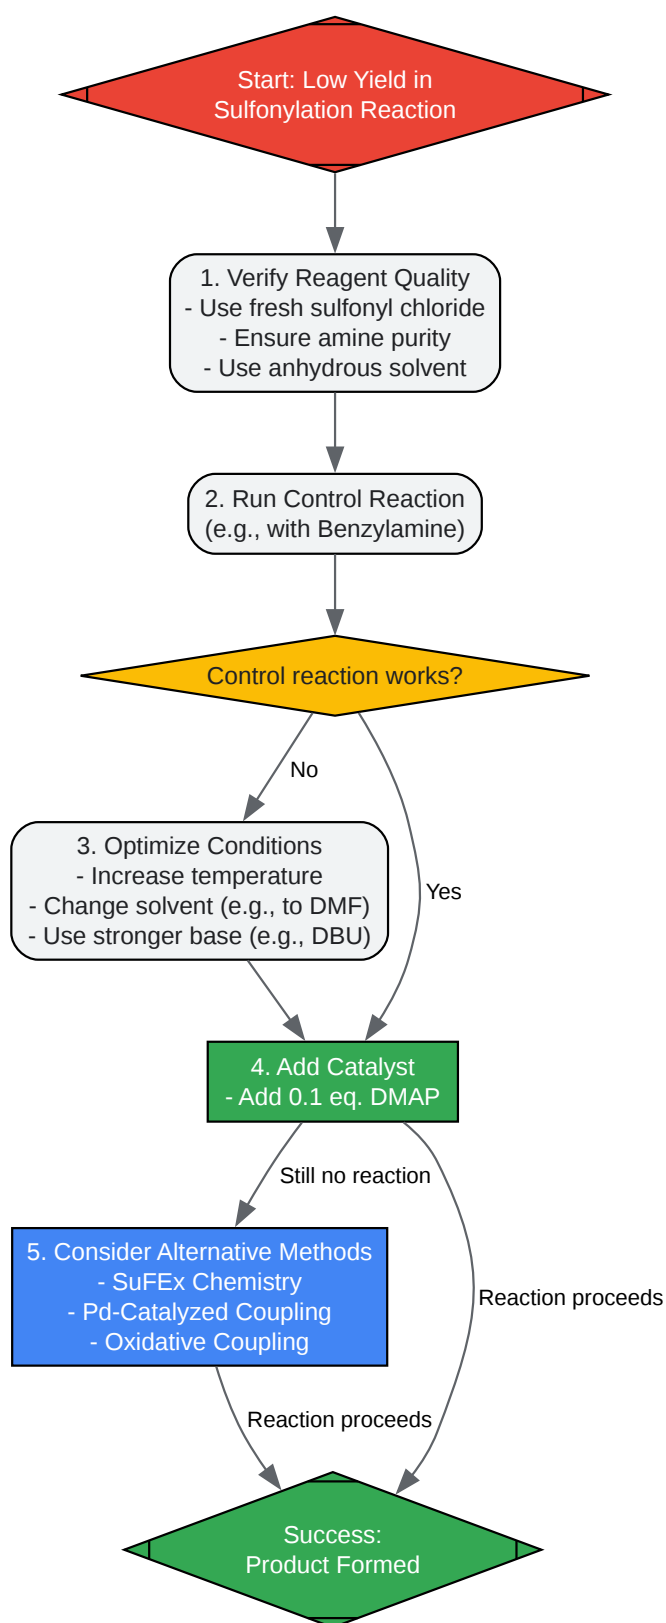 Start: Low Yield in
Sulfonylation Reaction
1. Verify Reagent Quality
- Use fresh sulfonyl chloride
- Ensure amine purity
- Use anhydrous solvent
2. Run Control Reaction
(e.g., with Benzylamine)
Control reaction works?
No
Yes
3. Optimize Conditions
- Increase temperature
- Change solvent (e.g., to DMF)
- Use stronger base (e.g., DBU)
4. Add Catalyst
- Add 0.1 eq. DMAP
Still no reaction
5. Consider Alternative Methods
- SuFEx Chemistry
- Pd-Catalyzed Coupling
- Oxidative Coupling
Reaction proceeds
Reaction proceeds
Success:
Product Formed